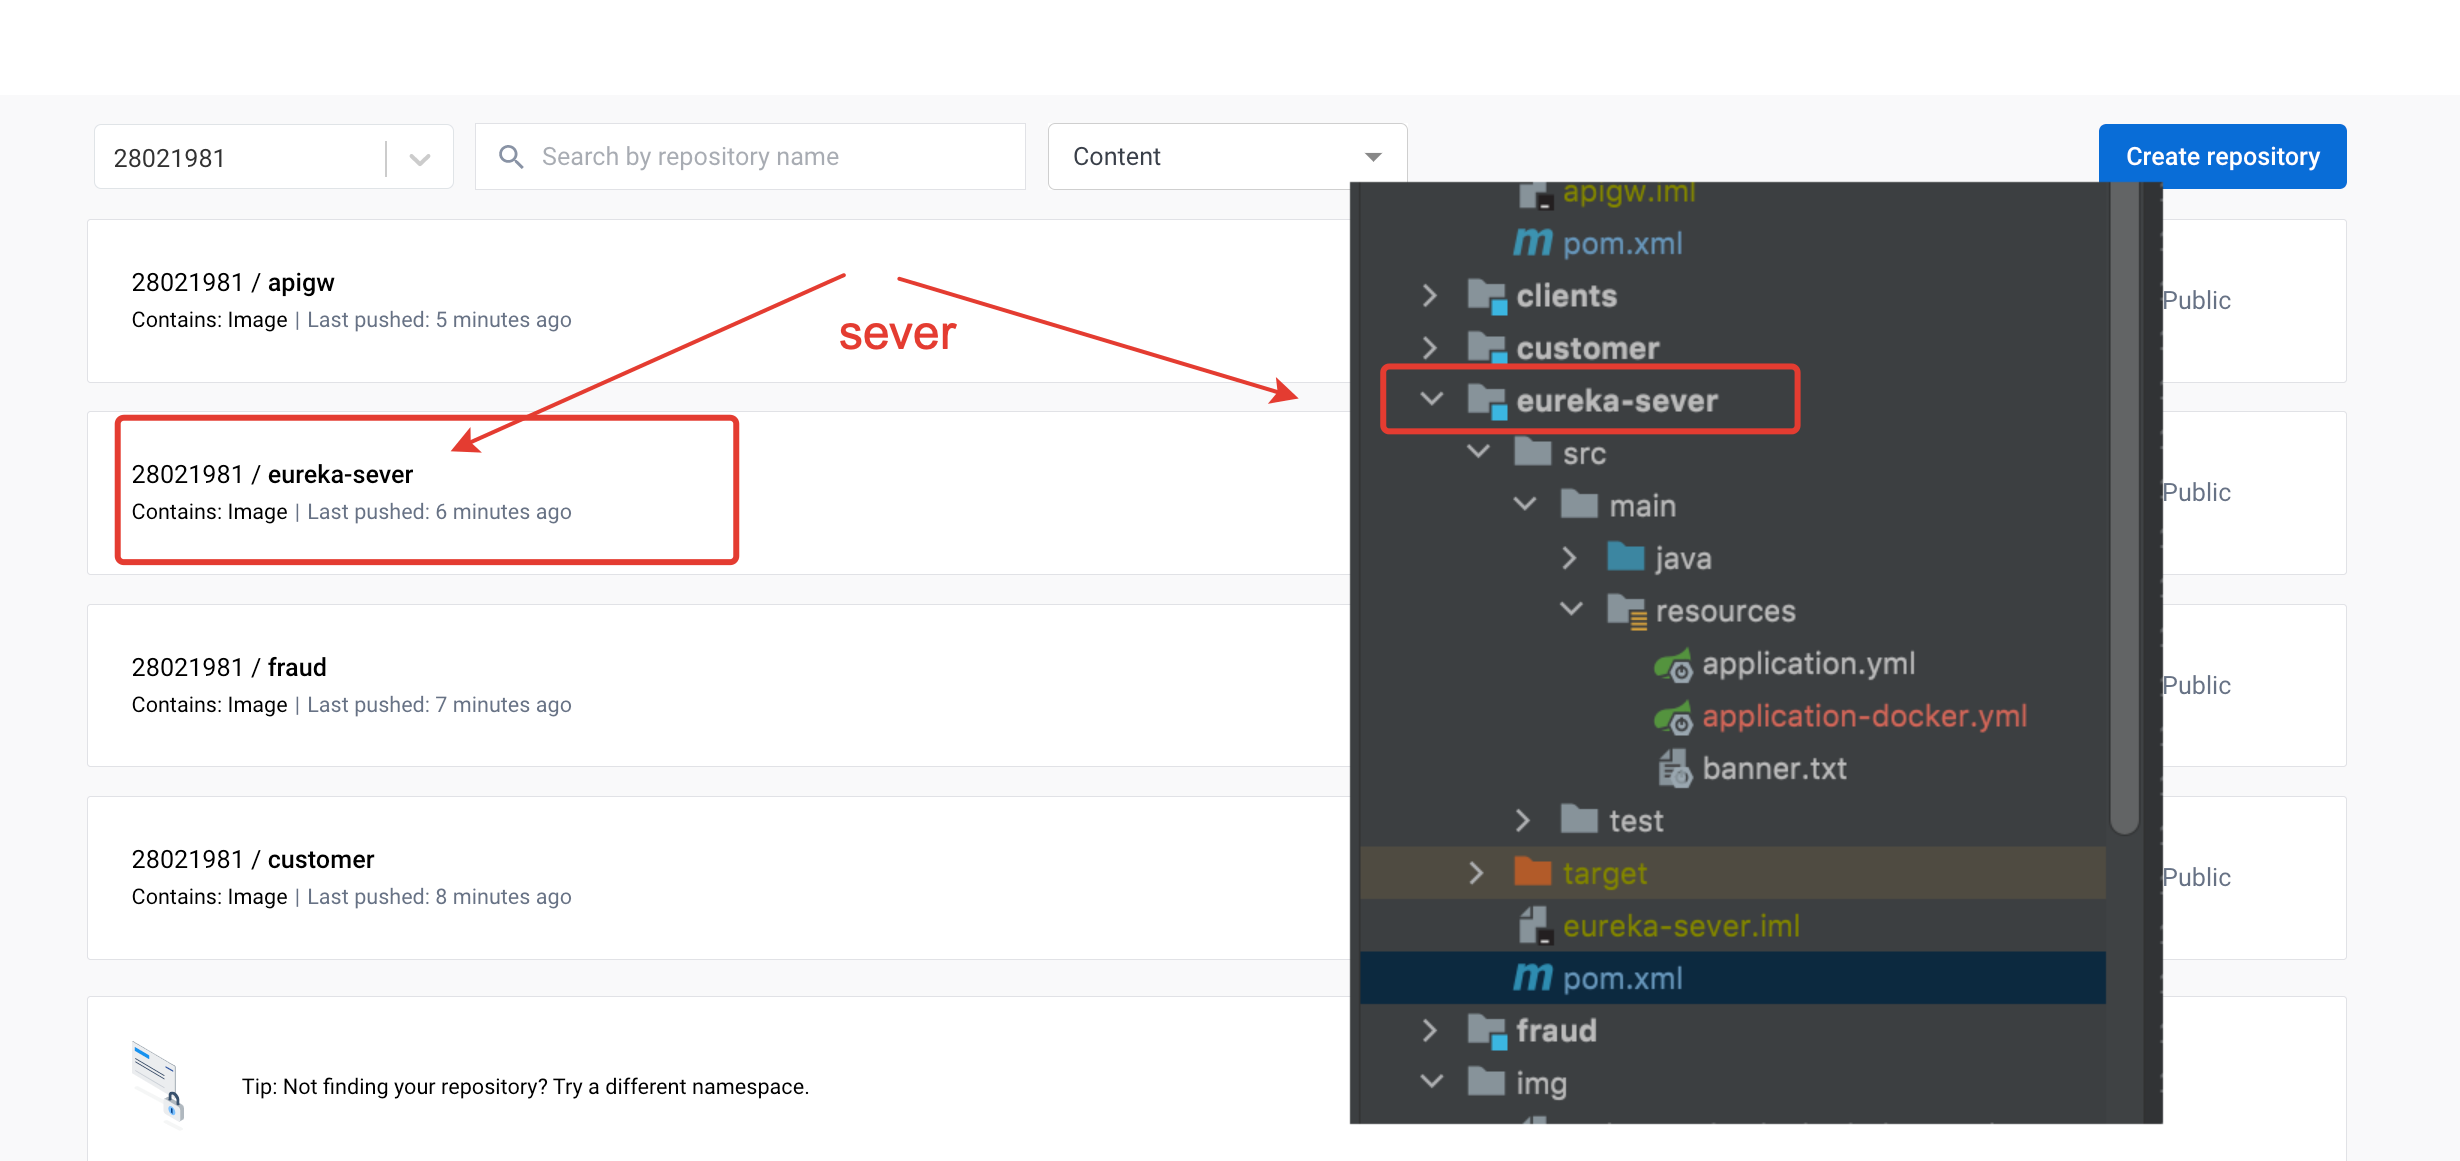 28021981
Search by repository name
Content
Create repository
28021981 / apigw
Contains: Image | Last pushed: 5 minutes ago
Public
sever
28021981 / eureka-sever
Contains: Image | Last pushed: 6 minutes ago
Public
28021981 / fraud
Contains: Image | Last pushed: 7 minutes ago
Public
28021981 / customer
Contains: Image | Last pushed: 8 minutes ago
Public
Tip: Not finding your repository? Try a different namespace.
apigw.iml
pom.xml
clients
customer
eureka-sever
src
main
java
resources
application.yml
application-docker.yml
banner.txt
test
target
eureka-sever.iml
pom.xml
fraud
img